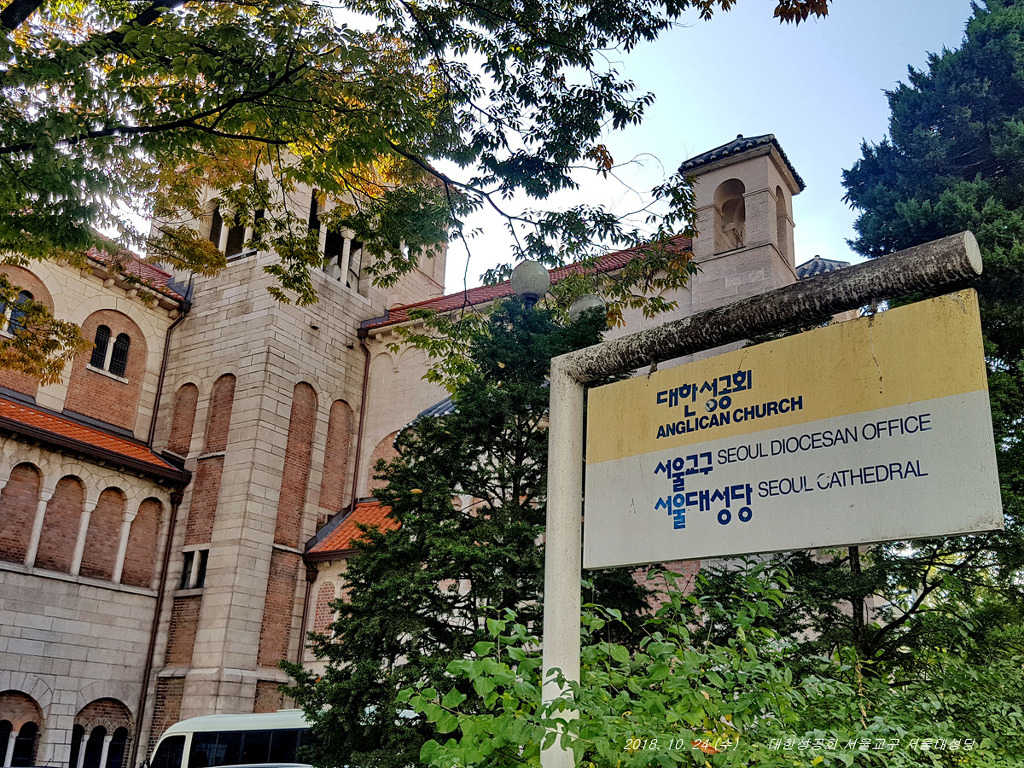 대한성공회
ANGLICAN CHURCH
서울교구 SEOUL DIOCESAN OFFICE
서울대성당 SEOUL CATHEDRAL
2018. 10. 24 (수) - 대한성공회 서울교구 서울대성당